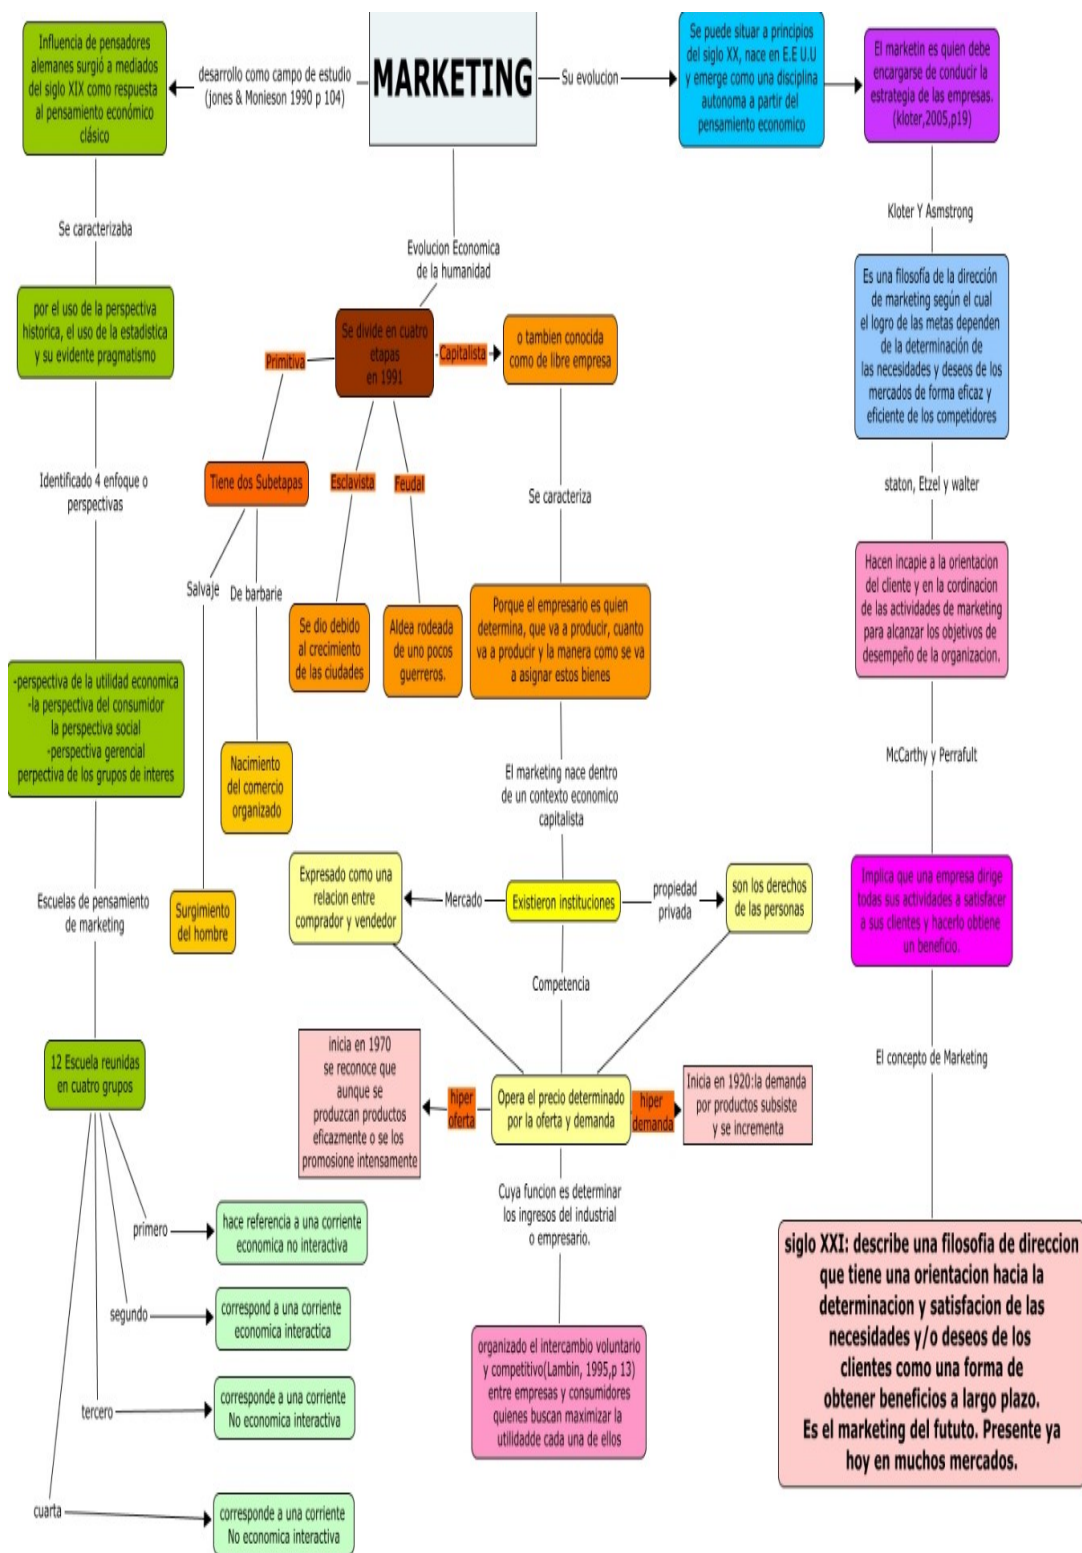 MARKETING
desarrollo como campo de estudio
(jones & Monieson 1990 p 104)
Influencia de pensadores
alemanes surgió a mediados
del siglo XIX como respuesta
al pensamiento económico
clásico
Se caracterizaba
por el uso de la perspectiva
historica, el uso de la estadistica
y su evidente pragmatismo
Identificado 4 enfoque o
perspectivas
-perspectiva de la utilidad economica
-la perspectiva del consumidor
la perspectiva social
-perspectiva gerencial
perpectiva de los grupos de interes
Escuelas de pensamiento
de marketing
12 Escuela reunidas
en cuatro grupos
primero
hace referencia a una corriente
economica no interactiva
segundo
correspond a una corriente
economica interactica
tercero
corresponde a una corriente
No economica interactiva
cuarta
corresponde a una corriente
No economica interactiva
Evolucion Economica
de la humanidad
Se divide en cuatro
etapas
en 1991
Primitiva
Tiene dos Subetapas
Salvaje
Surgimiento
del hombre
De barbarie
Nacimiento
del comercio
organizado
Esclavista
Se dio debido
al crecimiento
de las ciudades
Feudal
Aldea rodeada
de uno pocos
guerreros.
Capitalista
o tambien conocida
como de libre empresa
Se caracteriza
Porque el empresario es quien
determina, que va a producir, cuanto
va a producir y la manera como se va
a asignar estos bienes
El marketing nace dentro
de un contexto economico
capitalista
Existieron instituciones
Mercado
Expresado como una
relacion entre
comprador y vendedor
propiedad
privada
son los derechos
de las personas
Competencia
Opera el precio determinado
por la oferta y demanda
hiper
oferta
inicia en 1970
se reconoce que
aunque se
produzcan productos
eficazmente o se los
promosione intensamente
hiper
demanda
Inicia en 1920:la demanda
por productos subsiste
y se incrementa
Cuya funcion es determinar
los ingresos del industrial
o empresario.
organizado el intercambio voluntario
y competitivo(Lambin, 1995,p 13)
entre empresas y consumidores
quienes buscan maximizar la
utilidadde cada una de ellos
Su evolucion
Se puede situar a principios
del siglo XX, nace en E.E U.U
y emerge como una disciplina
autonoma a partir del
pensamiento economico
El marketin es quien debe
encargarse de conducir la
estrategia de las empresas.
(kloter,2005,p19)
Kloter Y Asmstrong
Es una filosofía de la dirección
de marketing según el cual
el logro de las metas dependen
de la determinación de
las necesidades y deseos de los
mercados de forma eficaz y
eficiente de los competidores
staton, Etzel y walter
Hacen incapie a la orientacion
del cliente y en la cordinacion
de las actividades de marketing
para alcanzar los objetivos de
desempeño de la organizacion.
McCarthy y Perrafult
Implica que una empresa dirige
todas sus actividades a satisfacer
a sus clientes y hacerlo obtiene
un beneficio.
El concepto de Marketing
siglo XXI: describe una filosofia de direccion
que tiene una orientacion hacia la
determinacion y satisfacion de las
necesidades y/o deseos de los
clientes como una forma de
obtener beneficios a largo plazo.
Es el marketing del fututo. Presente ya
hoy en muchos mercados.